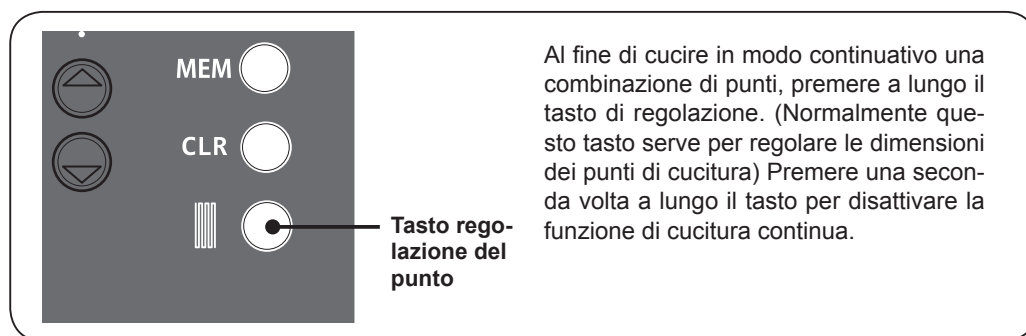 MEM
CLR
Tasto rego-
lazione del
punto
Al fine di cucire in modo continuativo una
combinazione di punti, premere a lungo il
tasto di regolazione. (Normalmente que-
sto tasto serve per regolare le dimensioni
dei punti di cucitura) Premere una secon-
da volta a lungo il tasto per disattivare la
funzione di cucitura continua.